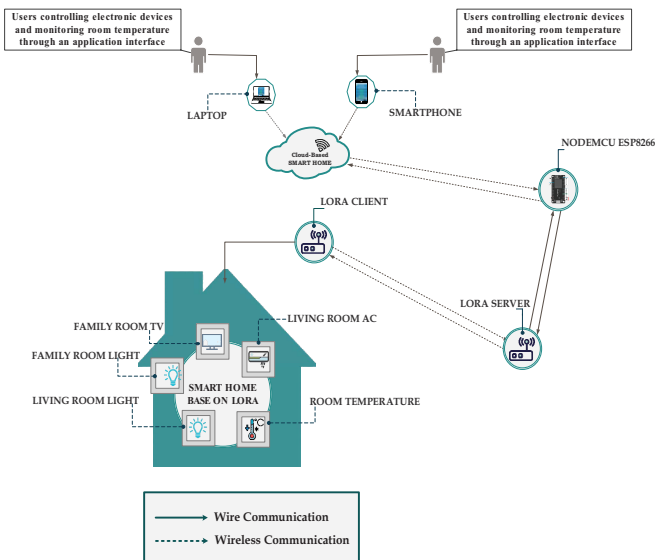 Users controlling electronic devices
and monitoring room temperature
through an application interface
Users controlling electronic devices
and monitoring room temperature
through an application interface
LAPTOP
SMARTPHONE
NODEMCU ESP8266
Cloud-Based
SMART HOME
LORA CLIENT
LORA SERVER
LIVING ROOM AC
FAMILY ROOM TV
FAMILY ROOM LIGHT
SMART HOME
BASE ON LORA
LIVING ROOM LIGHT
ROOM TEMPERATURE
C
Wire Communication
Wireless Communication